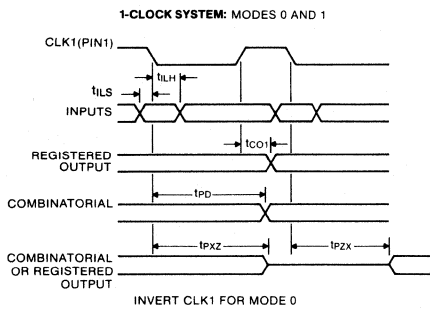 1-CLOCK SYSTEM: MODES 0 AND 1
CLK1(PIN1)
tILH
tILS
INPUTS
tCO1
REGISTERED
OUTPUT
tPD
COMBINATORIAL
tPXZ
tPZX
COMBINATORIAL
OR REGISTERED
OUTPUT
INVERT CLK1 FOR MODE 0